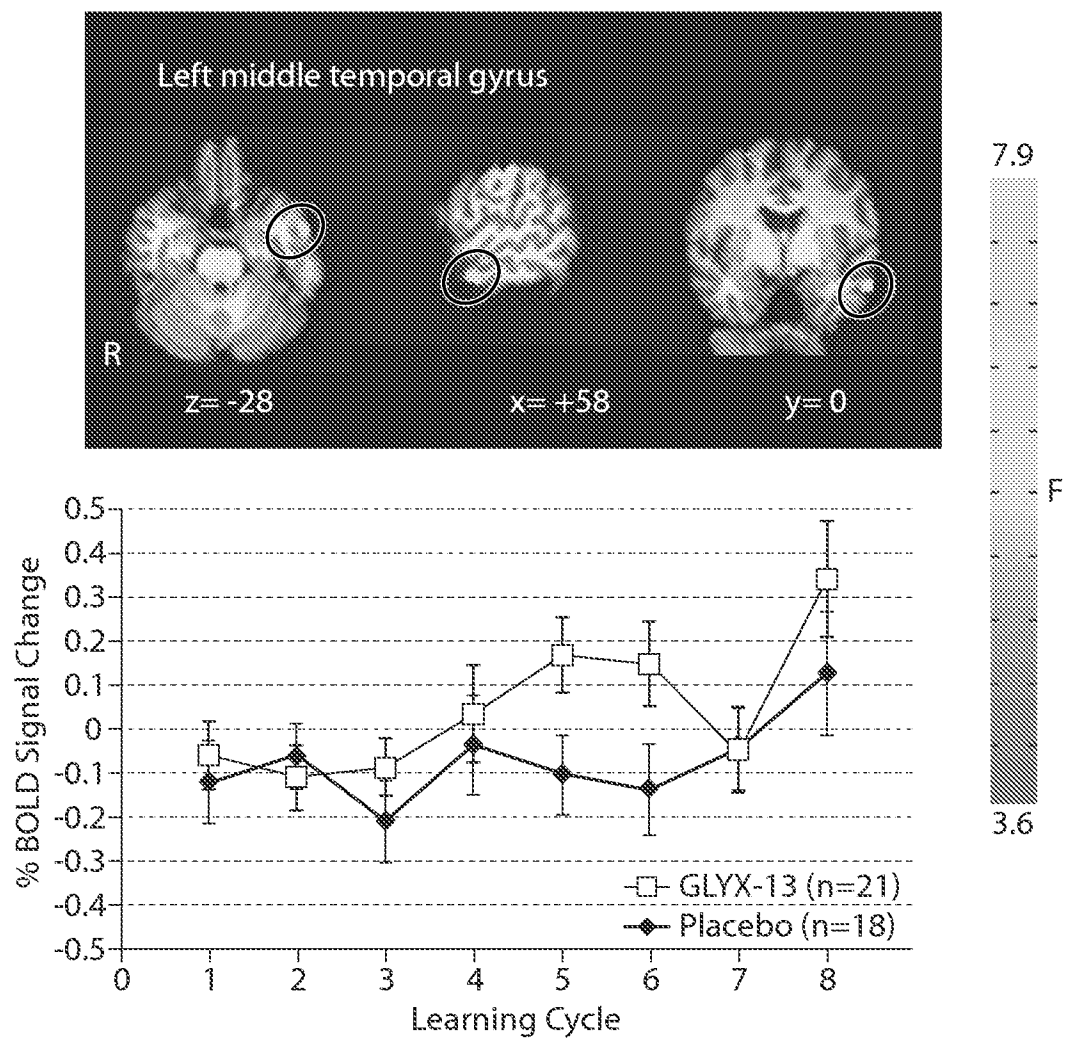 Left middle temporal gyrus
R
z= -28
x= +58
y= 0
7.9
F
3.6
% BOLD Signal Change
0.5
0.4
0.3
0.2
0.1
0
-0.1
-0.2
-0.3
-0.4
-0.5
GLYX-13 (n=21)
Placebo (n=18)
0 1 2 3 4 5 6 7 8
Learning Cycle